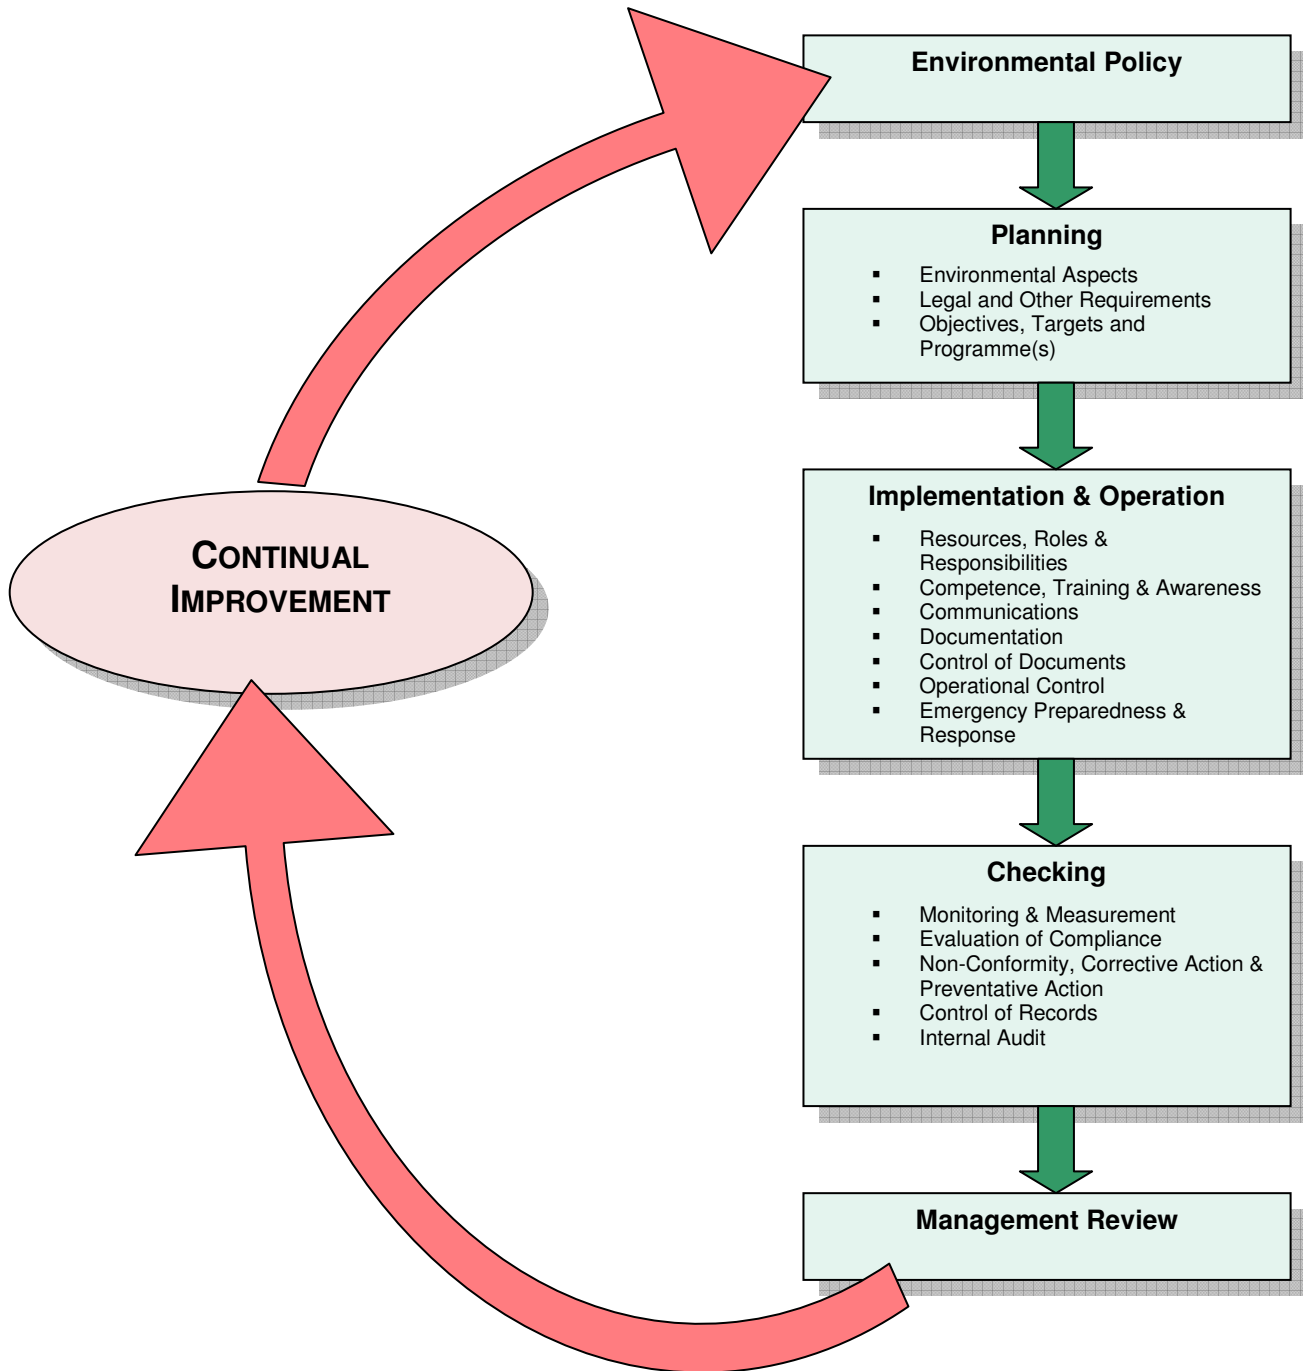 Environmental Policy
Planning
▪ Environmental Aspects
▪ Legal and Other Requirements
▪ Objectives, Targets and
Programme(s)
Implementation & Operation
▪ Resources, Roles &
Responsibilities
▪ Competence, Training & Awareness
▪ Communications
▪ Documentation
▪ Control of Documents
▪ Operational Control
▪ Emergency Preparedness &
Response
CONTINUAL
IMPROVEMENT
Checking
▪ Monitoring & Measurement
▪ Evaluation of Compliance
▪ Non-Conformity, Corrective Action &
Preventative Action
▪ Control of Records
▪ Internal Audit
Management Review